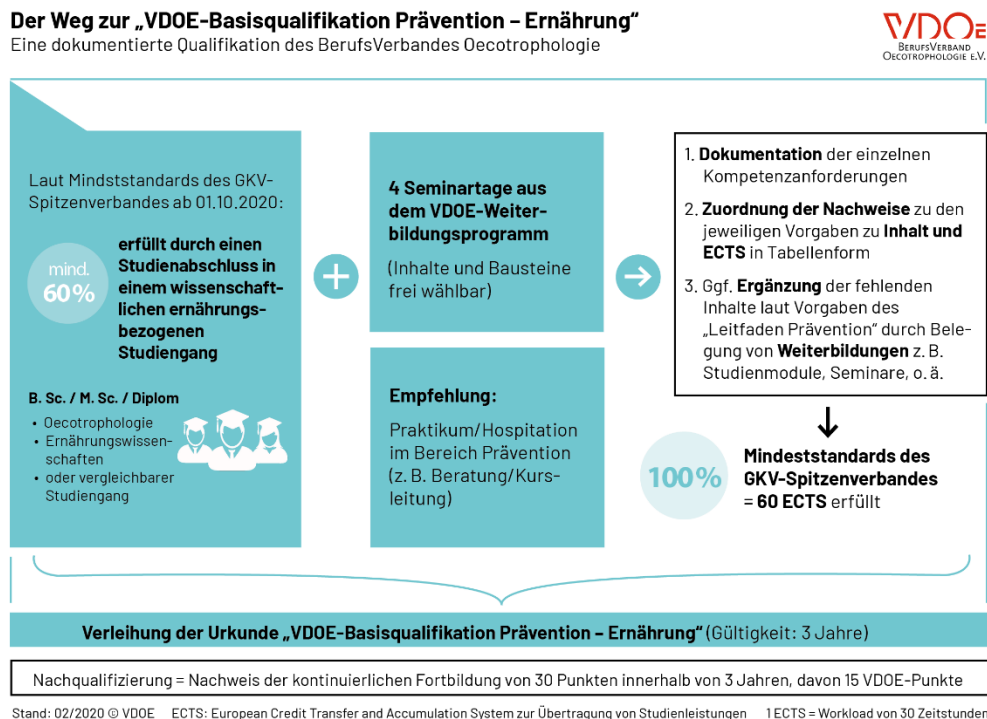 Der Weg zur „VDOE-Basisqualifikation Prävention – Ernährung“
Eine dokumentierte Qualifikation des BerufsVerbandes Oecotrophologie
VDOE
BERUFSVERBAND
OECOTROPHOLOGIE E.V.
Laut Mindststandards des GKV-
Spitzenverbandes ab 01.10.2020:
mind.
60%
erfüllt durch einen
Studienabschluss in
einem wissenschaft-
lichen ernährungs-
bezogenen
Studiengang
B. Sc. / M. Sc. / Diplom
• Oecotrophologie
• Ernährungswissen-
schaften
• oder vergleichbarer
Studiengang
+
4 Seminartage aus
dem VDOE-Weiter-
bildungsprogramm
(Inhalte und Bausteine
frei wählbar)
Empfehlung:
Praktikum/Hospitation
im Bereich Prävention
(z. B. Beratung/Kurs-
leitung)
1. Dokumentation der einzelnen
Kompetenzanforderungen
2. Zuordnung der Nachweise zu den
jeweiligen Vorgaben zu Inhalt und
ECTS in Tabellenform
3. Ggf. Ergänzung der fehlenden
Inhalte laut Vorgaben des
„Leitfaden Prävention“ durch Bele-
gung von Weiterbildungen z. B.
Studienmodule, Seminare, o. ä.
100%
Mindeststandards des
GKV-Spitzenverbandes
= 60 ECTS erfüllt
Verleihung der Urkunde „VDOE-Basisqualifikation Prävention – Ernährung“ (Gültigkeit: 3 Jahre)
Nachqualifizierung = Nachweis der kontinuierlichen Fortbildung von 30 Punkten innerhalb von 3 Jahren, davon 15 VDOE-Punkte
Stand: 02/2020 © VDOE ECTS: European Credit Transfer and Accumulation System zur Übertragung von Studienleistungen 1 ECTS = Workload von 30 Zeitstunden